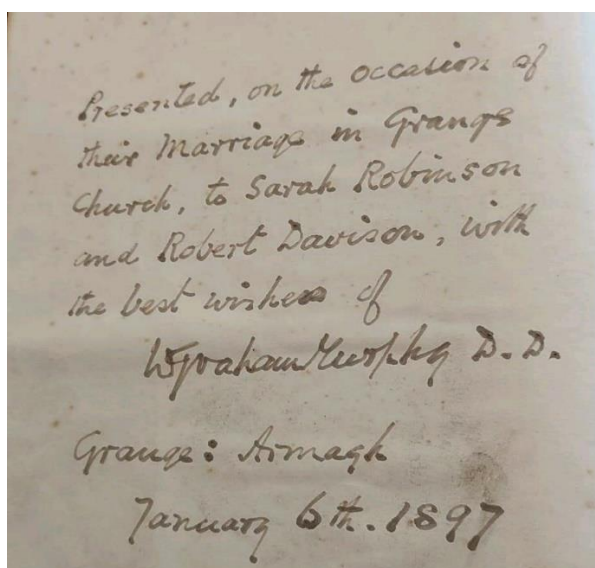 Presented, on the occasion of
their Marriage in Grange
Church, to Sarah Robinson
and Robert Davison, with
the best wishes of
WGraham Murphy D.D.
Grange: Armagh
January 6th. 1897